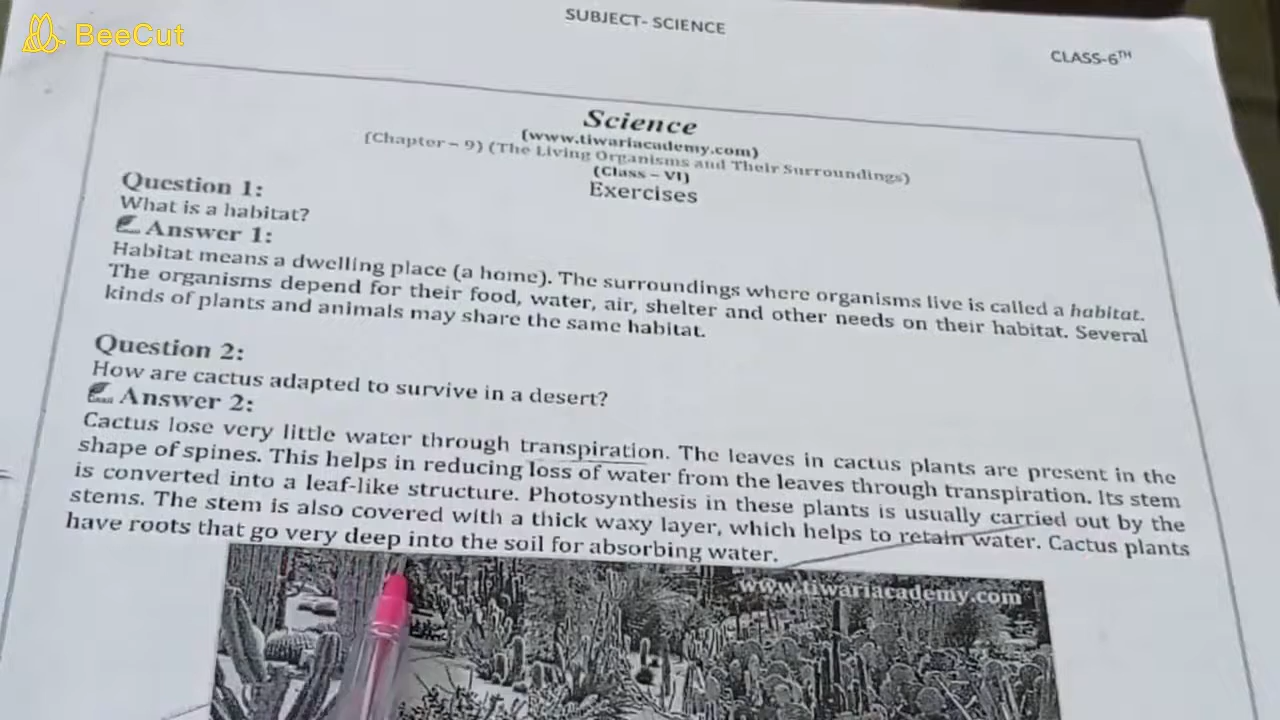 BeeCut
SUBJECT- SCIENCE
CLASS-6TH
Science
(www.tiwariacademy.com)
(Chapter – 9) (The Living Organisms and Their Surroundings)
(Class – VI)
Exercises
Question 1:
What is a habitat?
Answer 1:
Habitat means a dwelling place (a home). The surroundings where organisms live is called a habitat.
The organisms depend for their food, water, air, shelter and other needs on their habitat. Several
kinds of plants and animals may share the same habitat.
Question 2:
How are cactus adapted to survive in a desert?
Answer 2:
Cactus lose very little water through transpiration. The leaves in cactus plants are present in the
shape of spines. This helps in reducing loss of water from the leaves through transpiration. Its stem
is converted into a leaf-like structure. Photosynthesis in these plants is usually carried out by the
stems. The stem is also covered with a thick waxy layer, which helps to retain water. Cactus plants
have roots that go very deep into the soil for absorbing water.
www.tiwariacademy.com